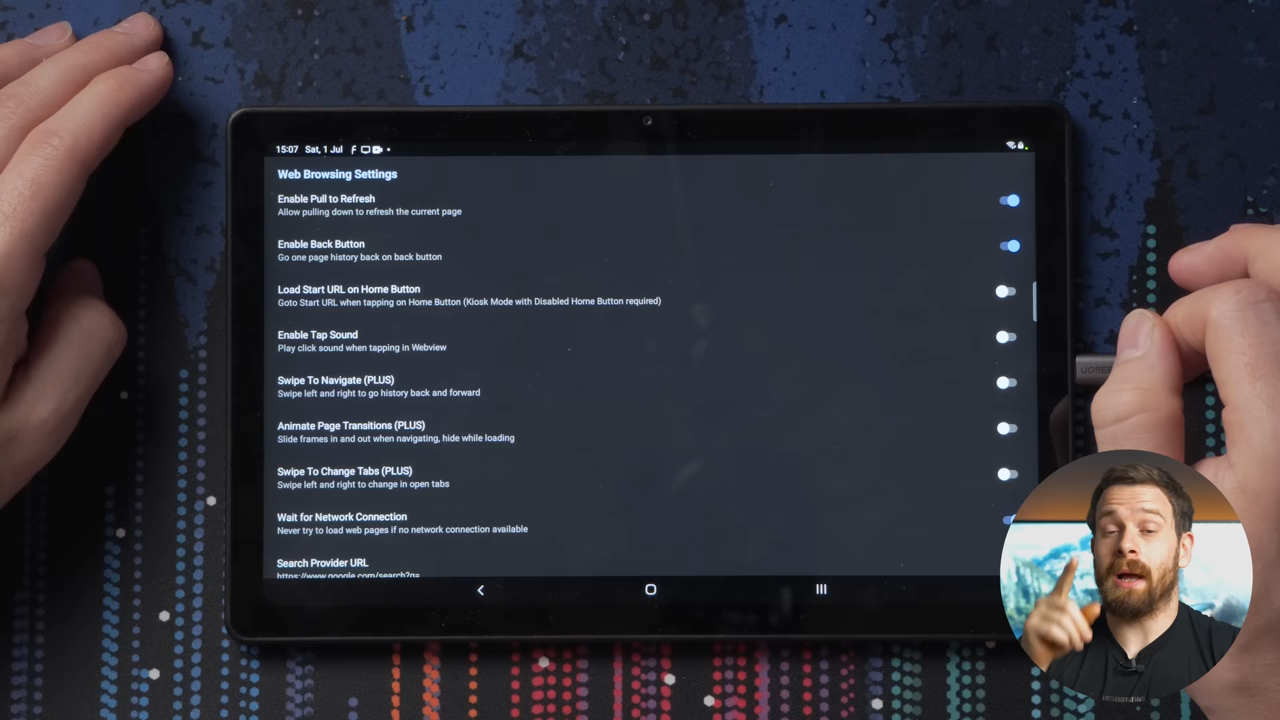 15:07 Sat, 1 Jul
Web Browsing Settings
Enable Pull to Refresh
Allow pulling down to refresh the current page
Enable Back Button
Go one page history back on back button
Load Start URL on Home Button
Goto Start URL when tapping on Home Button (Kiosk Mode with Disabled Home Button required)
Enable Tap Sound
Play click sound when tapping in Webview
Swipe To Navigate (PLUS)
Swipe left and right to go history back and forward
UGREE
Animate Page Transitions (PLUS)
Slide frames in and out when navigating, hide while loading
Swipe To Change Tabs (PLUS)
Swipe left and right to change in open tabs
Wait for Network Connection
Never try to load web pages if no network connection available
Search Provider URL
https://www.google.com/search?q=